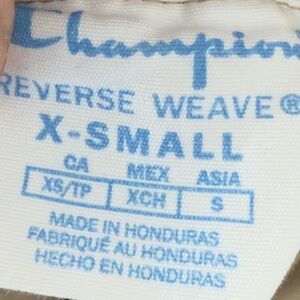 Champion
REVERSE WEAVE®
X-SMALL
CA MEX ASIA
XS/TP XCH S
MADE IN HONDURAS
FABRIQUÉ AU HONDURAS
HECHO EN HONDURAS